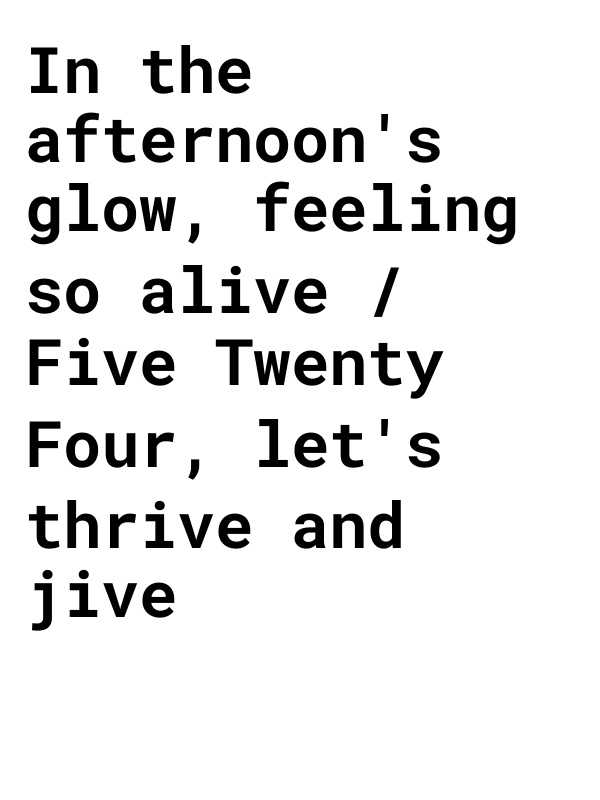 In the
afternoon's
glow, feeling
so alive /
Five Twenty
Four, let's
thrive and
jive